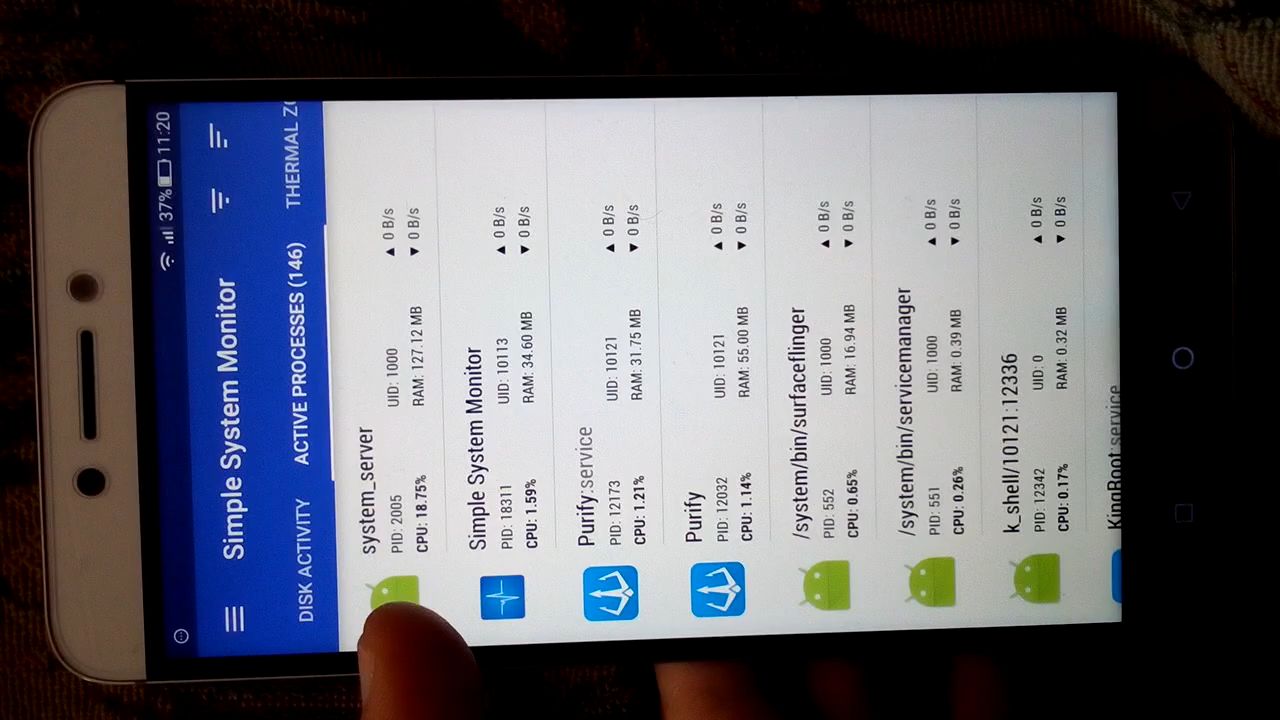 37% 11:20
Simple System Monitor
DISK ACTIVITY ACTIVE PROCESSES (146) THERMAL
system_server
PID: 2005 UID: 1000 ▲ 0 B/s
CPU: 18.75% RAM: 127.12 MB ▼ 0 B/s
Simple System Monitor
PID: 18311 UID: 10113 ▲ 0 B/s
CPU: 1.59% RAM: 34.60 MB ▼ 0 B/s
Purify:service
PID: 12173 UID: 10121 ▲ 0 B/s
CPU: 1.21% RAM: 31.75 MB ▼ 0 B/s
Purify
PID: 12032 UID: 10121 ▲ 0 B/s
CPU: 1.14% RAM: 55.00 MB ▼ 0 B/s
/system/bin/surfaceflinger
PID: 552 UID: 1000 ▲ 0 B/s
CPU: 0.65% RAM: 16.94 MB ▼ 0 B/s
/system/bin/servicemanager
PID: 551 UID: 1000 ▲ 0 B/s
CPU: 0.26% RAM: 0.39 MB ▼ 0 B/s
k_shell/10121:12336
PID: 12342 UID: 0 ▲ 0 B/s
CPU: 0.17% RAM: 0.32 MB ▼ 0 B/s
KingRoot:service